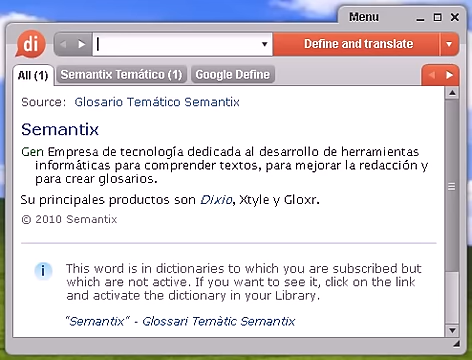 Menu
di
Define and translate
All (1)
Semantix Temático (1)
Google Define
Source: Glosario Temático Semantix
Semantix
Gen Empresa de tecnología dedicada al desarrollo de herramientas
informáticas para comprender textos, para mejorar la redacción y
para crear glosarios.
Su principales productos son Dixio, Xtyle y Gloxr.
© 2010 Semantix
i
This word is in dictionaries to which you are subscribed but
which are not active. If you want to see it, click on the link
and activate the dictionary in your Library.
"Semantix" - Glossari Temàtic Semantix